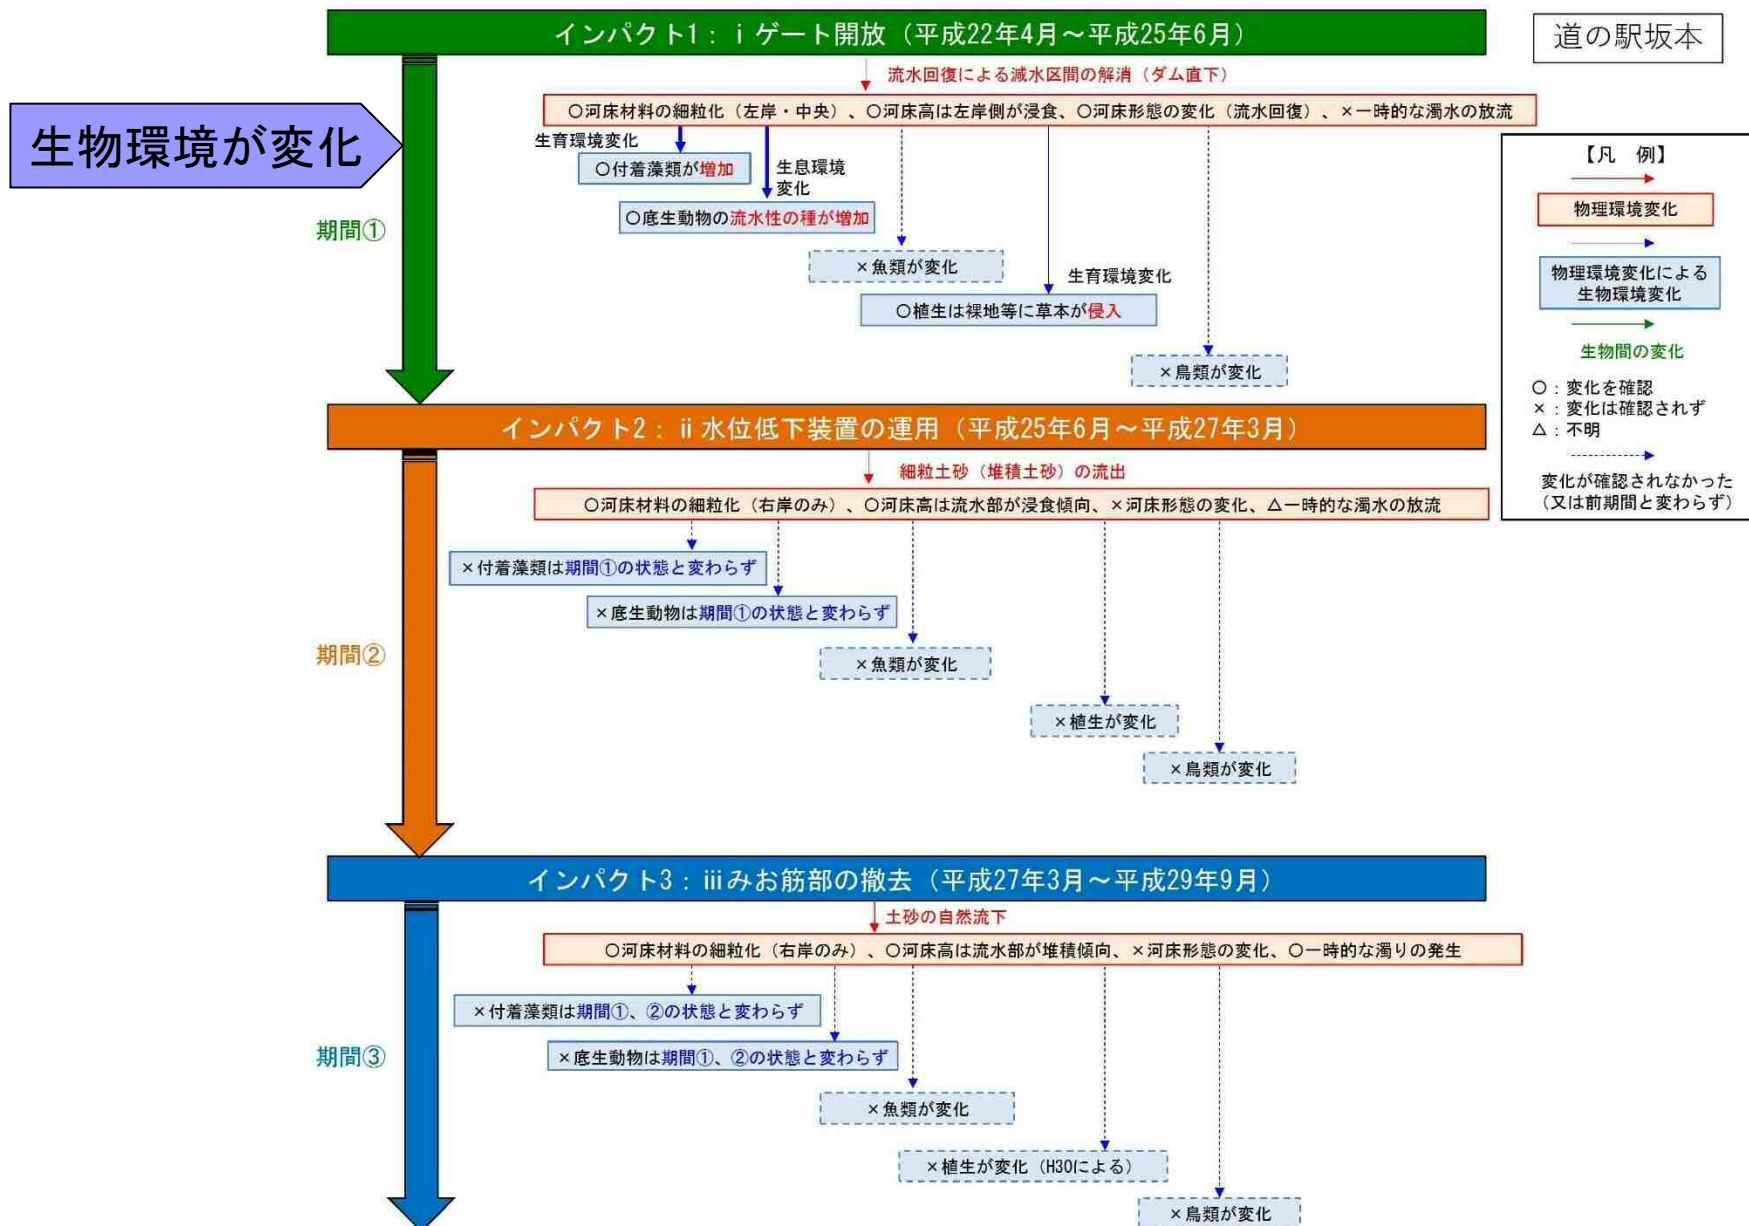 インパクト1：ⅰゲート開放（平成22年4月～平成25年6月）
道の駅坂本
流水回復による減水区間の解消（ダム直下）
○河床材料の細粒化（左岸・中央）、○河床高は左岸側が浸食、○河床形態の変化（流水回復）、×一時的な濁水の放流
生物環境が変化
生育環境変化
○付着藻類が増加
生息環境
変化
○底生動物の流水性の種が増加
期間①
×魚類が変化
生育環境変化
○植生は裸地等に草本が侵入
×鳥類が変化
【凡　例】
物理環境変化
物理環境変化による
生物環境変化
生物間の変化
○：変化を確認
×：変化は確認されず
△：不明
変化が確認されなかった
（又は前期間と変わらず）
インパクト2：ⅱ水位低下装置の運用（平成25年6月～平成27年3月）
細粒土砂（堆積土砂）の流出
○河床材料の細粒化（右岸のみ）、○河床高は流水部が浸食傾向、×河床形態の変化、△一時的な濁水の放流
×付着藻類は期間①の状態と変わらず
×底生動物は期間①の状態と変わらず
期間②
×魚類が変化
×植生が変化
×鳥類が変化
インパクト3：ⅲみお筋部の撤去（平成27年3月～平成29年9月）
土砂の自然流下
○河床材料の細粒化（右岸のみ）、○河床高は流水部が堆積傾向、×河床形態の変化、○一時的な濁りの発生
×付着藻類は期間①、②の状態と変わらず
×底生動物は期間①、②の状態と変わらず
期間③
×魚類が変化
×植生が変化（H30による）
×鳥類が変化